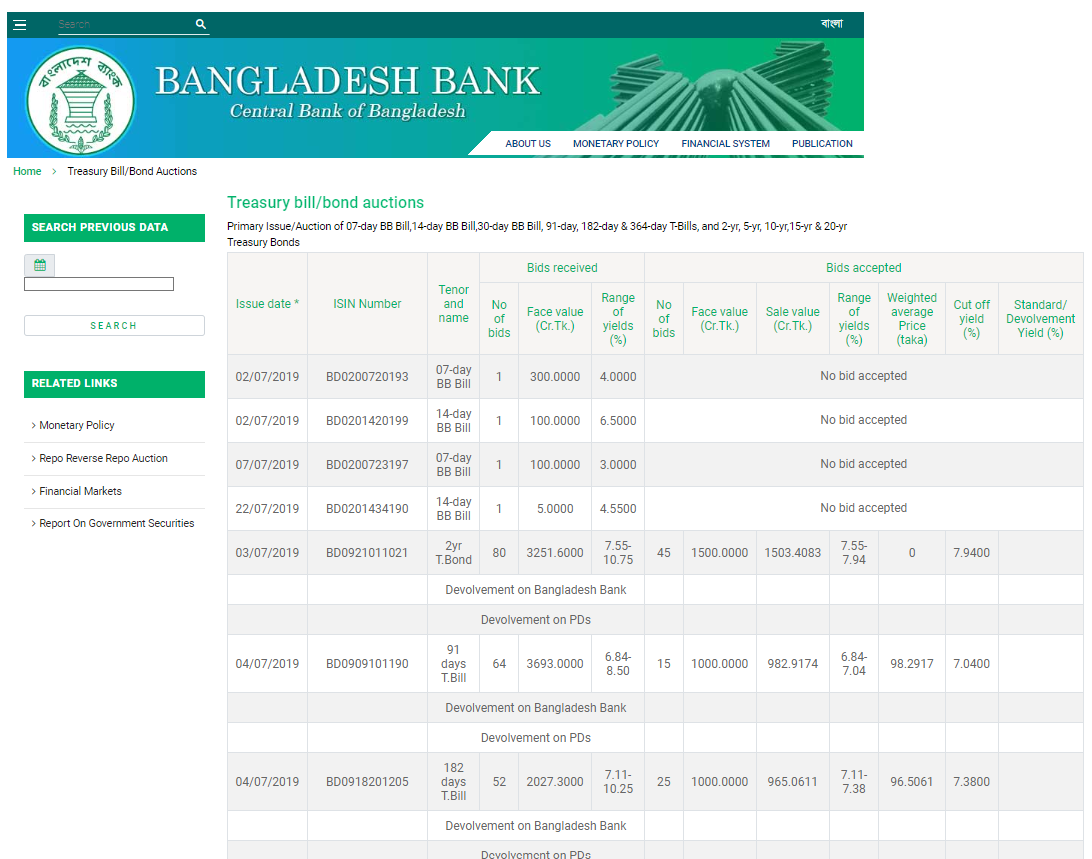 Search
বাংলা
বাংলাদেশ ব্যাংক
BANGLADESH BANK
Central Bank of Bangladesh
ABOUT US MONETARY POLICY FINANCIAL SYSTEM PUBLICATION
Home > Treasury Bill/Bond Auctions
SEARCH PREVIOUS DATA
SEARCH
RELATED LINKS
> Monetary Policy
> Repo Reverse Repo Auction
> Financial Markets
> Report On Government Securities
Treasury bill/bond auctions
Primary Issue/Auction of 07-day BB Bill,14-day BB Bill,30-day BB Bill, 91-day, 182-day & 364-day T-Bills, and 2-yr, 5-yr, 10-yr,15-yr & 20-yr
Treasury Bonds
Issue date * ISIN Number Tenor and name Bids received Bids accepted
No of bids Face value (Cr.Tk.) Range of yields (%) No of bids Face value (Cr.Tk.) Sale value (Cr.Tk.) Range of yields (%) Weighted average Price (taka) Cut off yield (%) Standard/ Devolvement Yield (%)
02/07/2019 BD0200720193 07-day BB Bill 1 300.0000 4.0000 No bid accepted
02/07/2019 BD0201420199 14-day BB Bill 1 100.0000 6.5000 No bid accepted
07/07/2019 BD0200723197 07-day BB Bill 1 100.0000 3.0000 No bid accepted
22/07/2019 BD0201434190 14-day BB Bill 1 5.0000 4.5500 No bid accepted
03/07/2019 BD0921011021 2yr T.Bond 80 3251.6000 7.55-10.75 45 1500.0000 1503.4083 7.55-7.94 0 7.9400
Devolvement on Bangladesh Bank
Devolvement on PDs
04/07/2019 BD0909101190 91 days T.Bill 64 3693.0000 6.84-8.50 15 1000.0000 982.9174 6.84-7.04 98.2917 7.0400
Devolvement on Bangladesh Bank
Devolvement on PDs
04/07/2019 BD0918201205 182 days T.Bill 52 2027.3000 7.11-10.25 25 1000.0000 965.0611 7.11-7.38 96.5061 7.3800
Devolvement on Bangladesh Bank
Devolvement on PDs